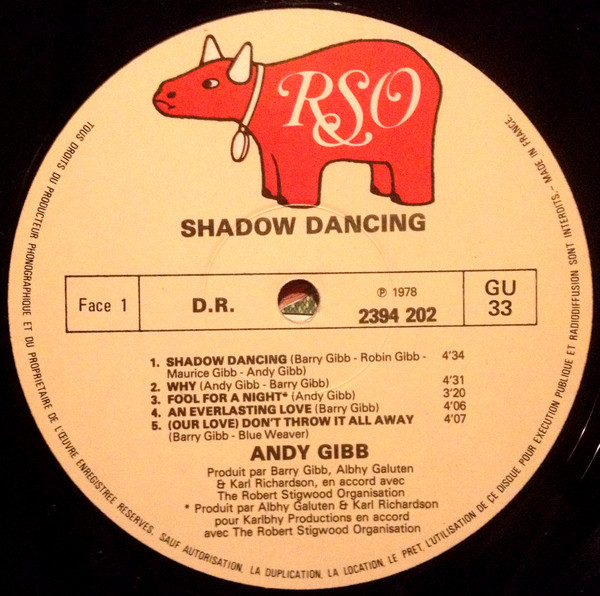 RSO
SHADOW DANCING
Face 1
D.R.
℗ 1978
2394 202
GU
33
1. SHADOW DANCING (Barry Gibb - Robin Gibb - Maurice Gibb - Andy Gibb) 4'34
2. WHY (Andy Gibb - Barry Gibb) 4'31
3. FOOL FOR A NIGHT* (Andy Gibb) 3'20
4. AN EVERLASTING LOVE (Barry Gibb) 4'06
5. (OUR LOVE) DON'T THROW IT ALL AWAY 4'07
(Barry Gibb - Blue Weaver)
ANDY GIBB
Produit par Barry Gibb, Albhy Galuten
& Karl Richardson, en accord avec
The Robert Stigwood Organisation
* Produit par Albhy Galuten & Karl Richardson
pour Karlbhy Productions en accord
avec The Robert Stigwood Organisation
TOUS DROITS DU PRODUCTEUR PHONOGRAPHIQUE ET DU PROPRIETAIRE DE L'ŒUVRE ENREGISTREE RESERVES. SAUF AUTORISATION, LA DUPLICATION, LA LOCATION, LE PRET, L'UTILISATION DE CE DISQUE POUR EXECUTION PUBLIQUE ET RADIODIFFUSION SONT INTERDITS. - MADE IN FRANCE.